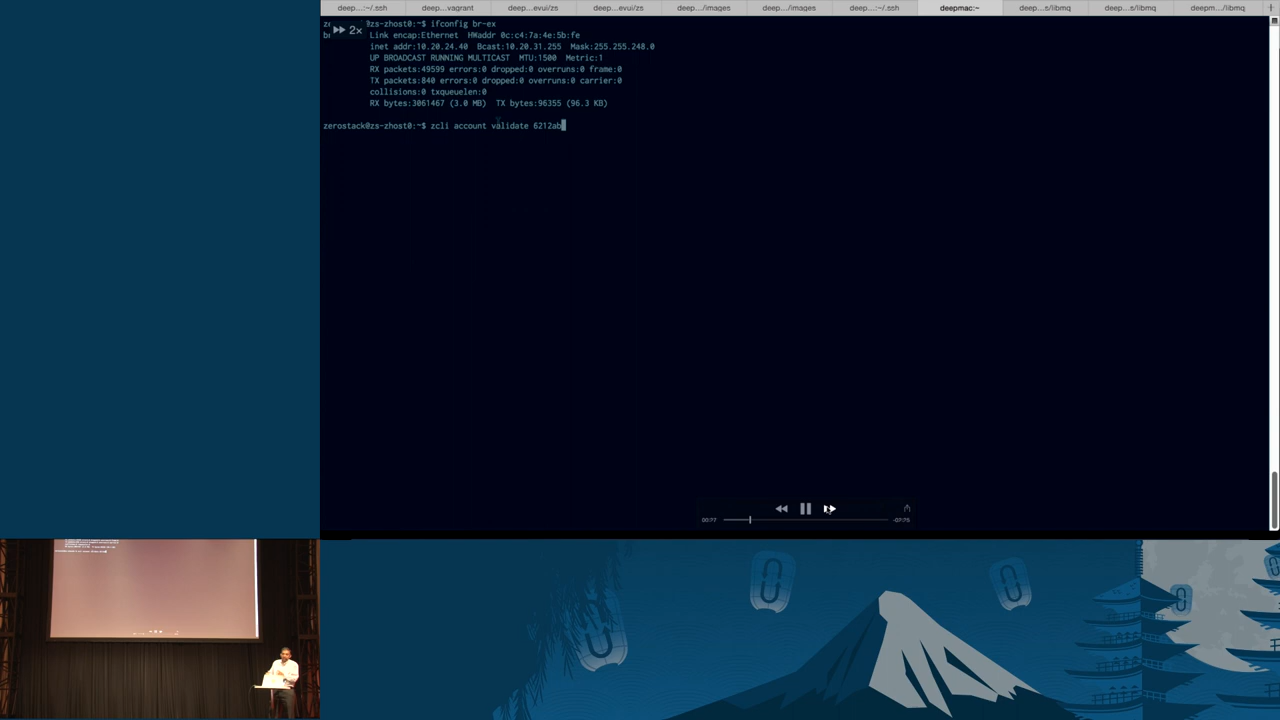 deep...:~/.ssh
deep...vagrant
deep...evui/zs
deep...evui/zs
deep.../images
deep.../images
deep...:~/.ssh
deepmac:~
deep...s/libmq
deep...s/libmq
deepm.../libmq
@zs-zhost0:~$ ifconfig br-ex
2×
Link encap:Ethernet HWaddr 0c:c4:7a:4e:5b:fe
inet addr:10.20.24.40 Bcast:10.20.31.255 Mask:255.255.248.0
UP BROADCAST RUNNING MULTICAST MTU:1500 Metric:1
RX packets:49599 errors:0 dropped:0 overruns:0 frame:0
TX packets:840 errors:0 dropped:0 overruns:0 carrier:0
collisions:0 txqueuelen:0
RX bytes:3061467 (3.0 MB) TX bytes:96355 (96.3 KB)
zerostack@zs-zhost0:~$ zcli account validate 6212ab